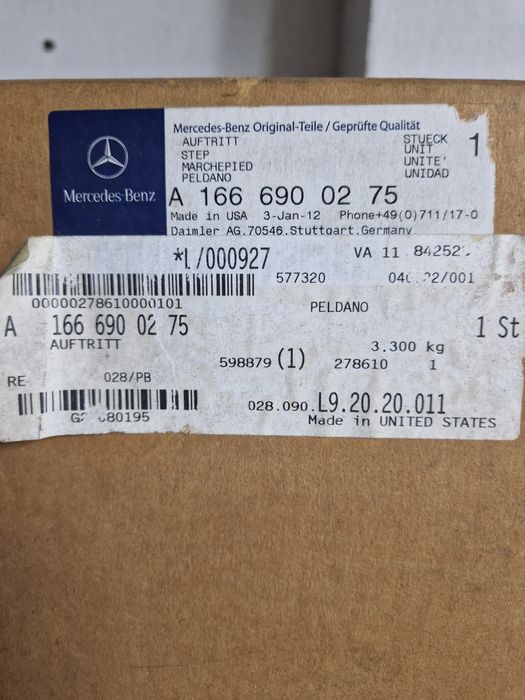 Mercedes-Benz Original-Teile / Geprüfte Qualität
AUFTRITT
STEP
MARCHEPIED
PELDANO
STUECK
UNIT
UNITE'
UNIDAD
1
Mercedes-Benz
A 166 690 02 75
Made in USA 3-Jan-12 Phone+49(0)711/17-0
Daimler AG.70546.Stuttgart.Germany
/000927
VA 11
577320
/001
00000278610000101
PELDANO
A 166 690 02 75
1 St
AUFTRITT
3.300 kg
598879 (1) 278610 1
RE 028/PB
80195
028.090.L9.20.20.011
Made in UNITED STATES